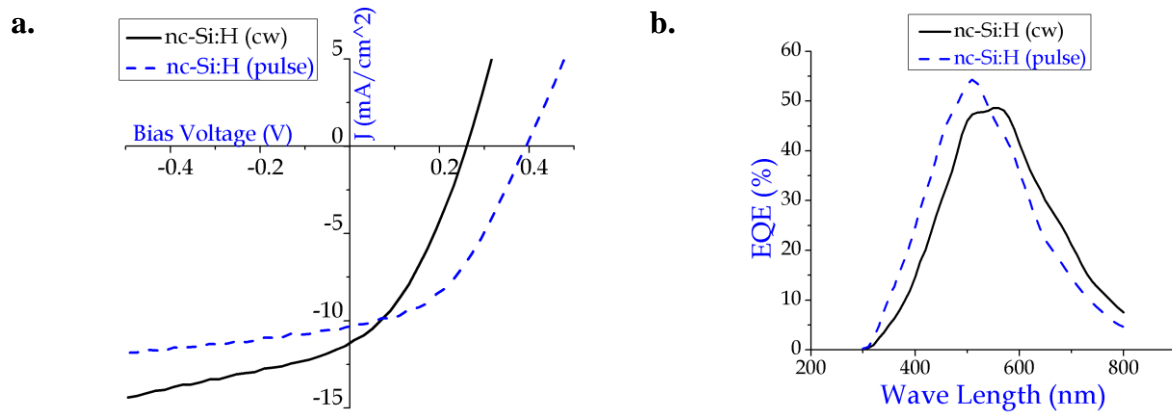 a.
nc-Si:H (cw)
nc-Si:H (pulse)
J (mA/cm^2)
Bias Voltage (V)
5
0
-5
-10
-15
-0.4
-0.2
0.2
0.4
b.
nc-Si:H (cw)
nc-Si:H (pulse)
EQE (%)
60
50
40
30
20
10
0
200
400
600
800
Wave Length (nm)